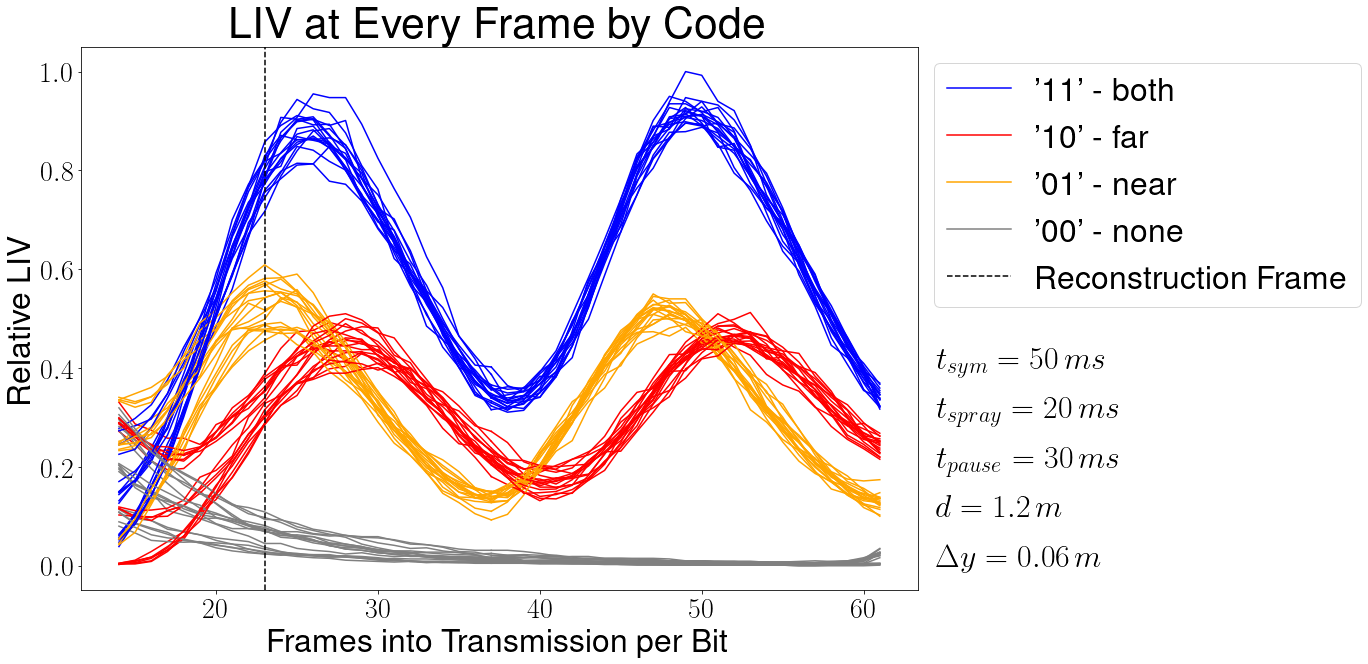 LIV at Every Frame by Code
Relative LIV
1.0
0.8
0.6
0.4
0.2
0.0
20 30 40 50 60
Frames into Transmission per Bit
’11’ - both
’10’ - far
’01’ - near
’00’ - none
Reconstruction Frame
t_{sym} = 50 ms
t_{spray} = 20 ms
t_{pause} = 30 ms
d = 1.2 m
Δy = 0.06 m